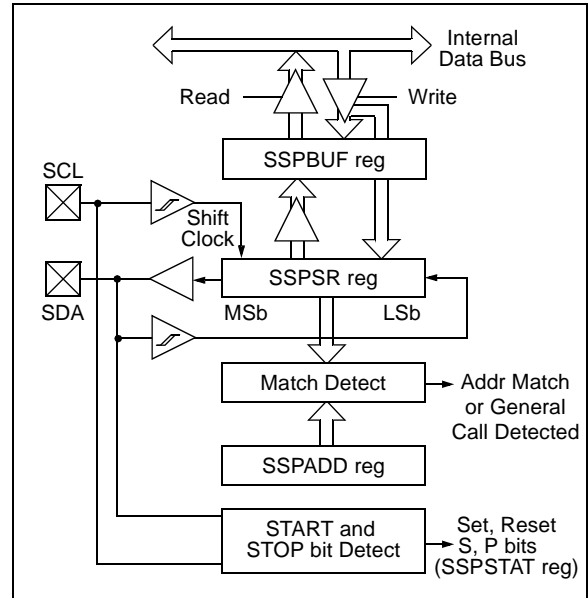 Internal
Data Bus
Read
Write
SSPBUF reg
SCL
Shift
Clock
SSPSR reg
SDA
MSb
LSb
Match Detect
Addr Match
or General
Call Detected
SSPADD reg
START and
STOP bit Detect
Set, Reset
S, P bits
(SSPSTAT reg)